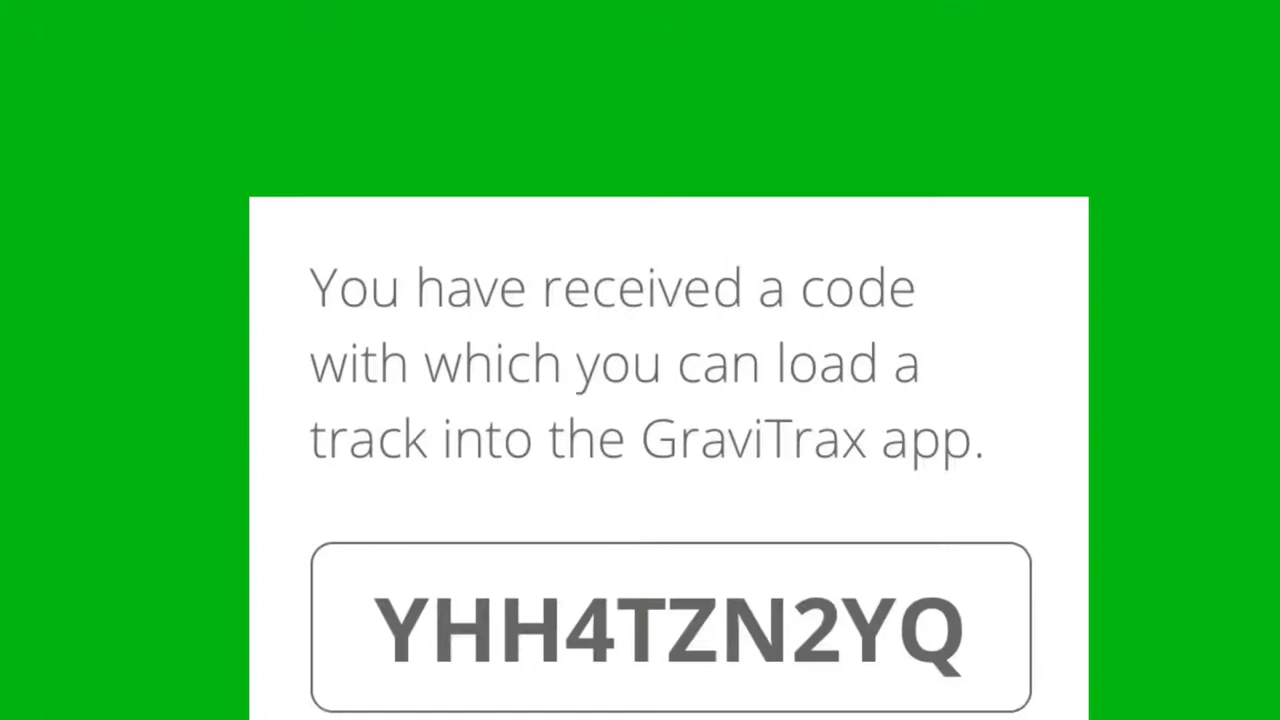 You have received a code
with which you can load a
track into the GraviTrax app.
YHH4TZN2YQ